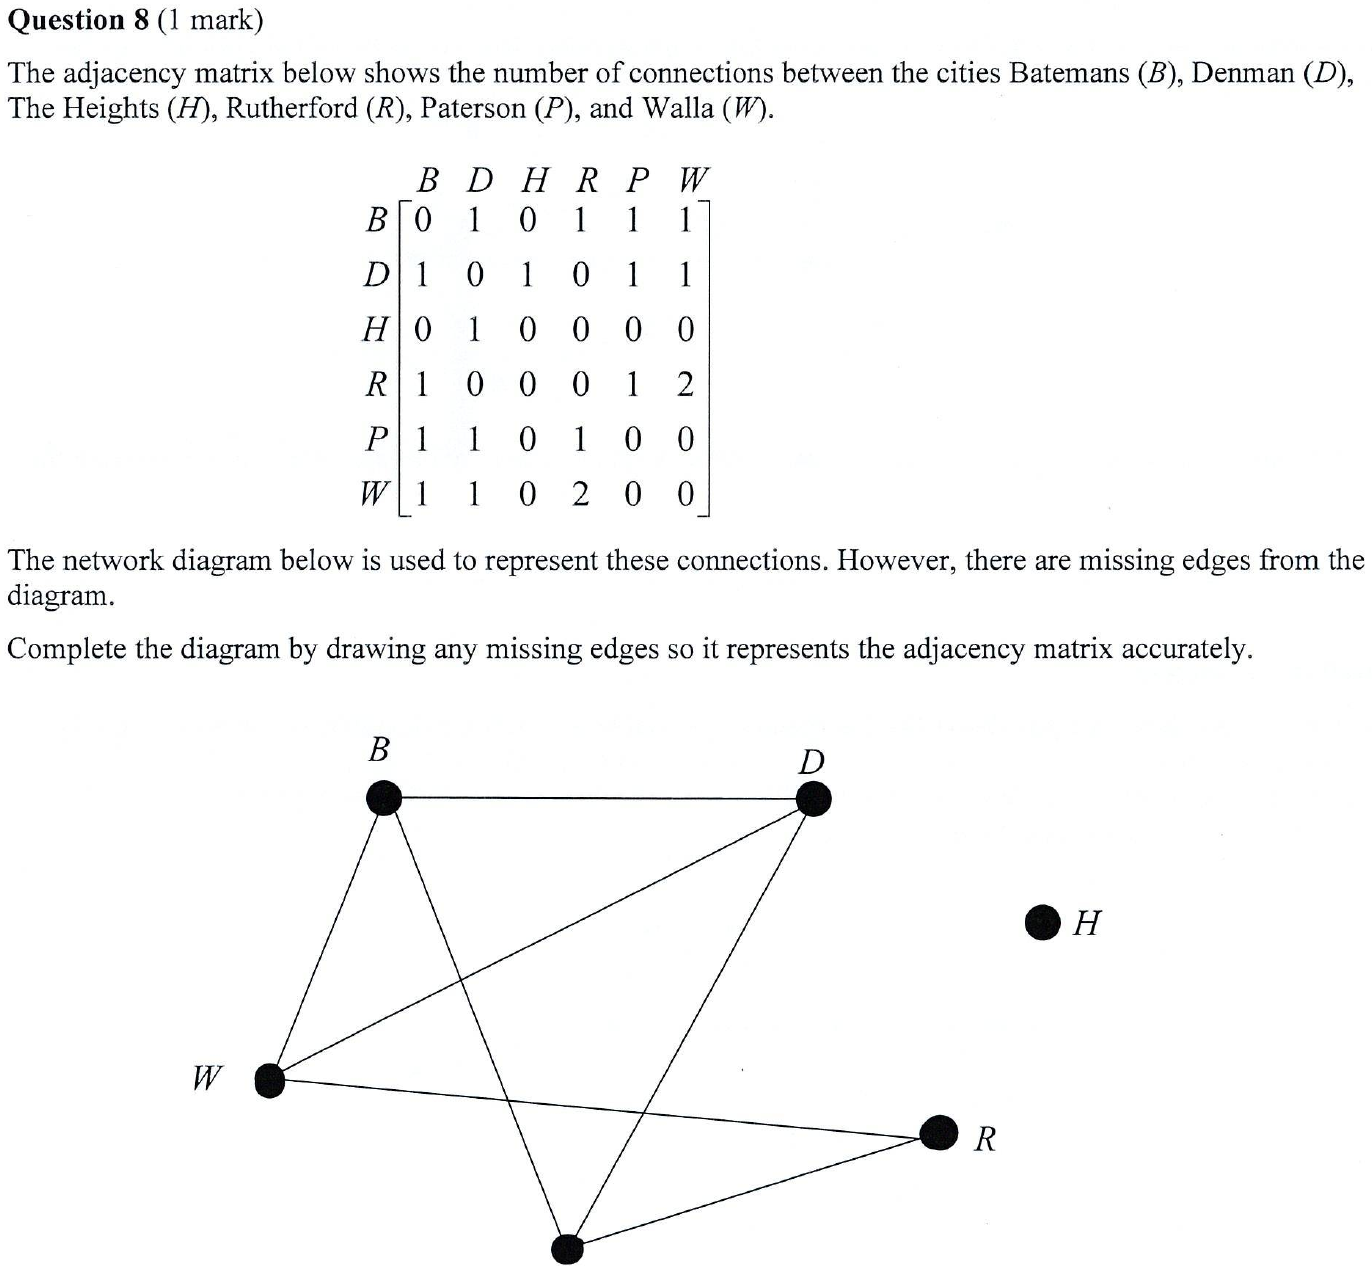 Question 8 (1 mark)
The adjacency matrix below shows the number of connections between the cities Batemans (B), Denman (D),
The Heights (H), Rutherford (R), Paterson (P), and Walla (W).
B D H R P W
B 0 1 0 1 1 1
D 1 0 1 0 1 1
H 0 1 0 0 0 0
R 1 0 0 0 1 2
P 1 1 0 1 0 0
W 1 1 0 2 0 0
The network diagram below is used to represent these connections. However, there are missing edges from the
diagram.
Complete the diagram by drawing any missing edges so it represents the adjacency matrix accurately.
B
D
H
W
R